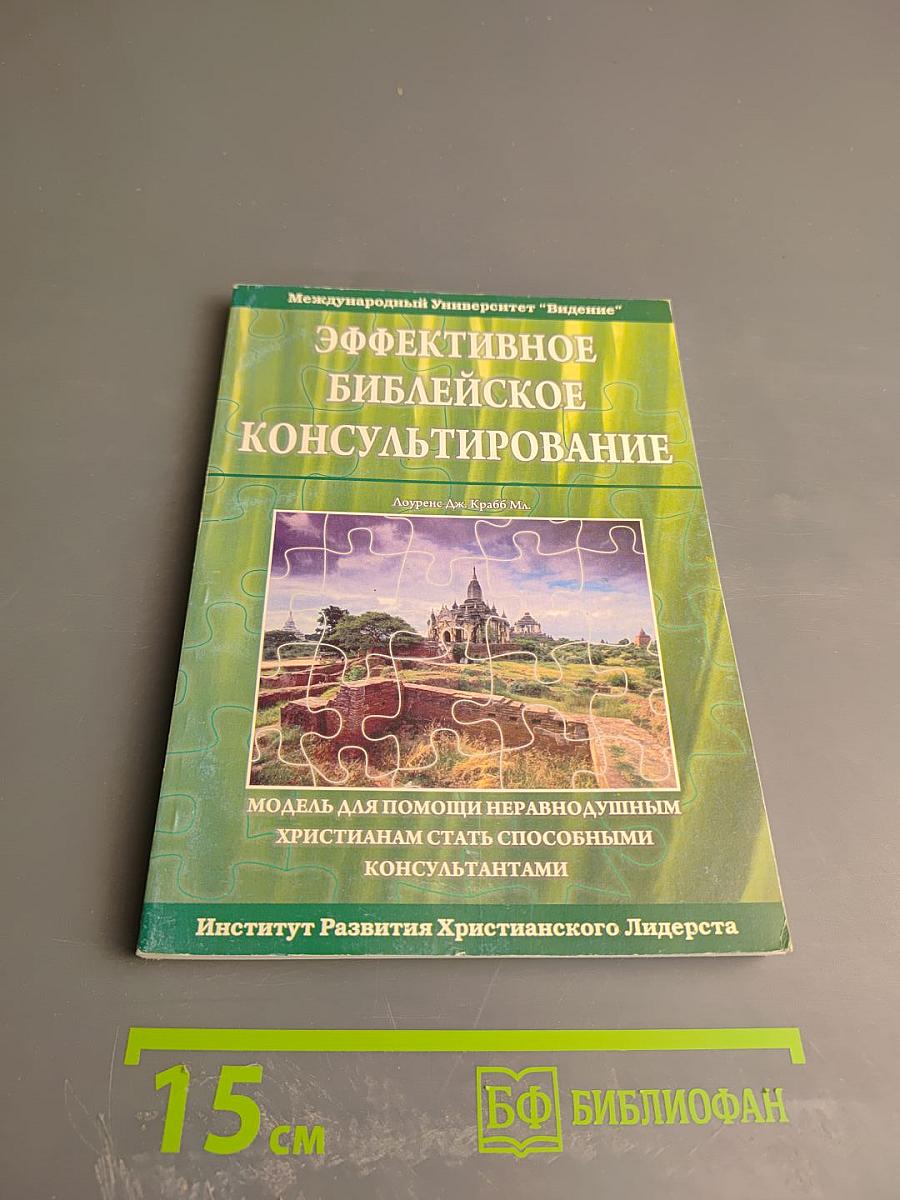 Международный Университет "Видение"
ЭФФЕКТИВНОЕ
БИБЛЕЙСКОЕ
КОНСУЛЬТИРОВАНИЕ
Лоуренс Дж. Крабб Мл.
МОДЕЛЬ ДЛЯ ПОМОЩИ НЕРАВНОДУШНЫМ
ХРИСТИАНАМ СТАТЬ СПОСОБНЫМИ
КОНСУЛЬТАНТАМИ
Институт Развития Христианского Лидерста
15 см
БФ БИБЛИОФАН